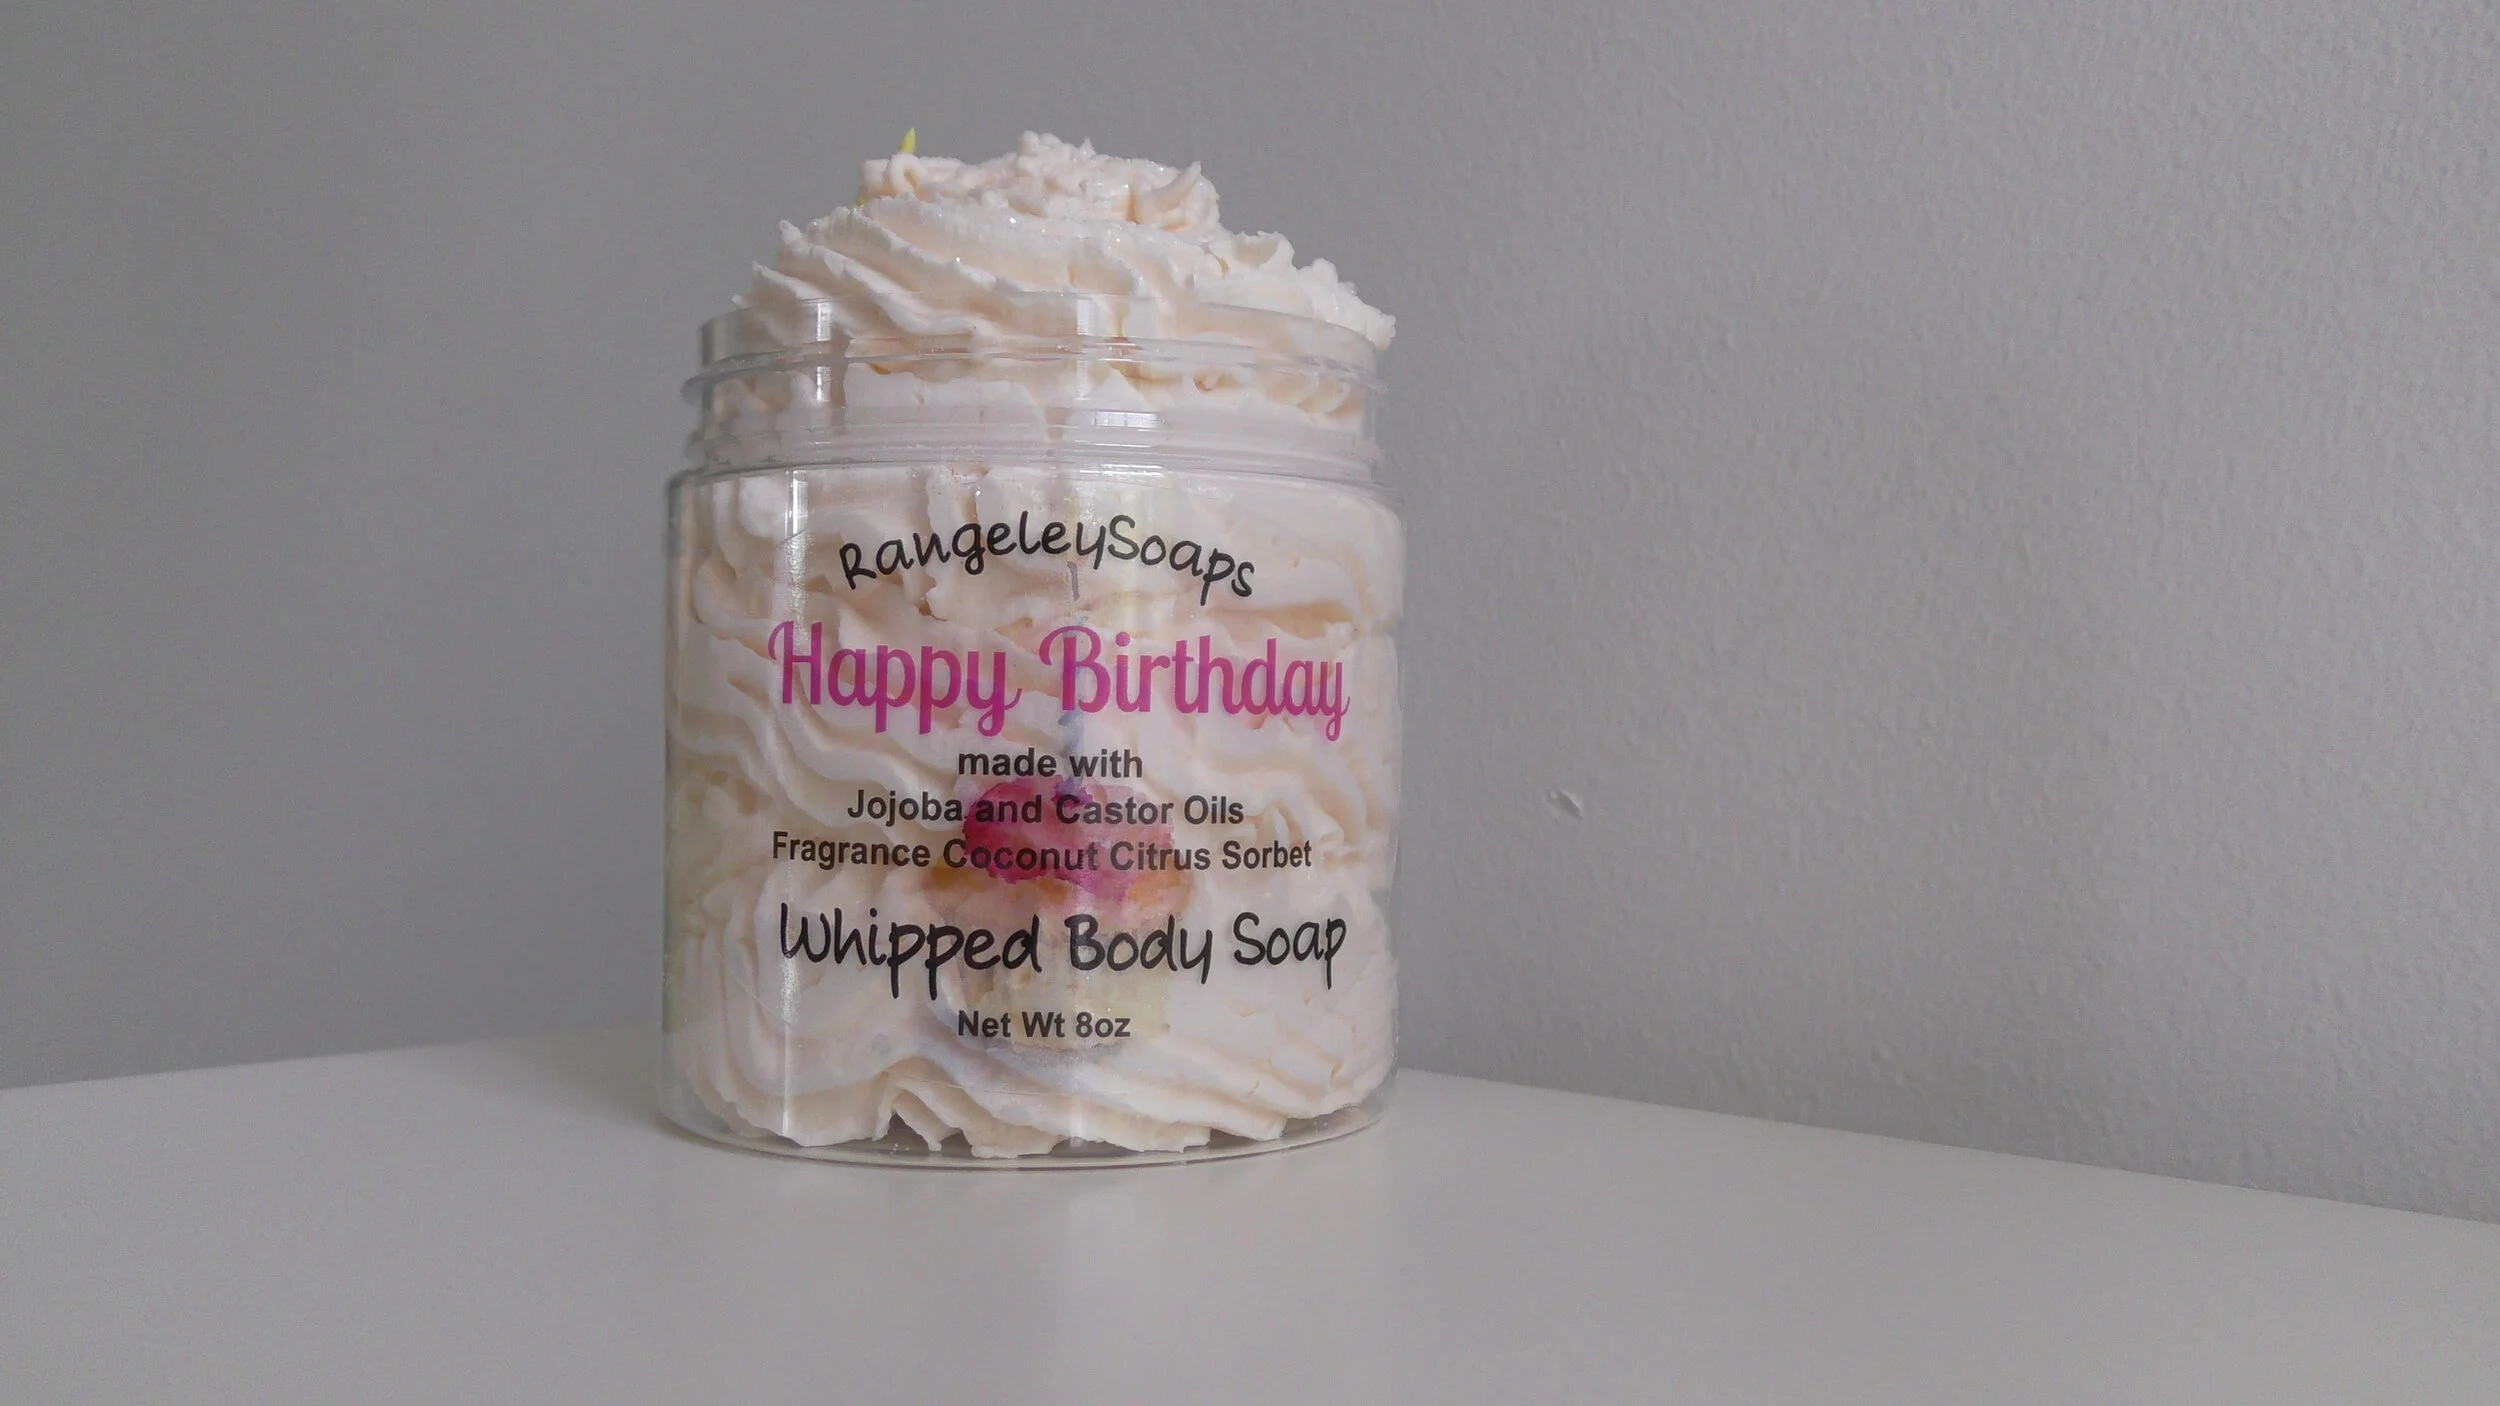 RangeleySoaps
Happy Birthday
made with
Jojoba and Castor Oils
Fragrance Coconut Citrus Sorbet
Whipped Body Soap
Net Wt 8oz